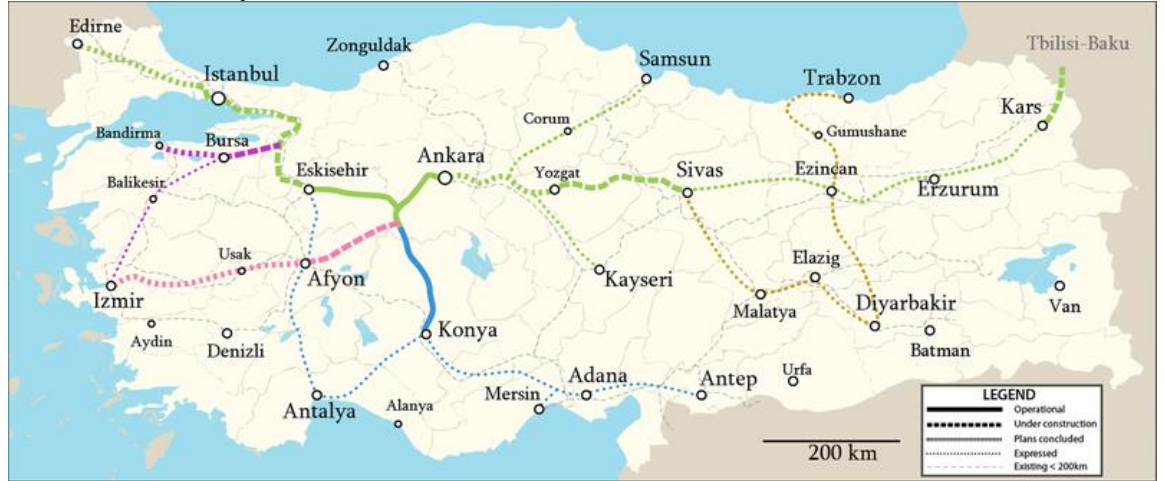 Edirne
Zonguldak
Samsun
Tbilisi-Baku
Istanbul
Trabzon
Kars
Corum
Gumushane
Bandirma
Bursa
Eskisehir
Ankara
Yozgat
Sivas
Ezincan
Erzurum
Balikesir
Usak
Afyon
Kayseri
Elazig
Izmir
Malatya
Diyarbakir
Van
Aydin
Denizli
Konya
Batman
Urfa
Antalya
Alanya
Mersin
Adana
Antep
200 km
LEGEND
Operational
Under construction
Plans concluded
Expressed
Existing < 200km